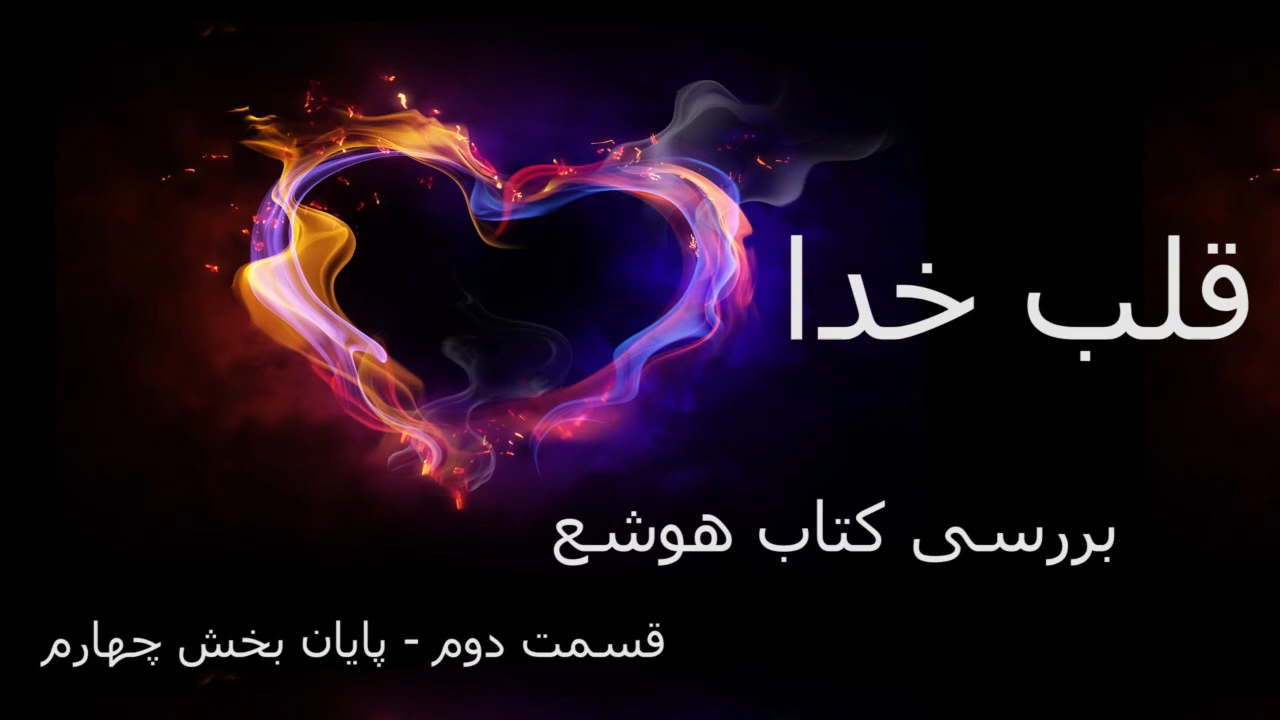 قلب خدا
بررسی کتاب هوشع
قسمت دوم - پایان بخش چهارم